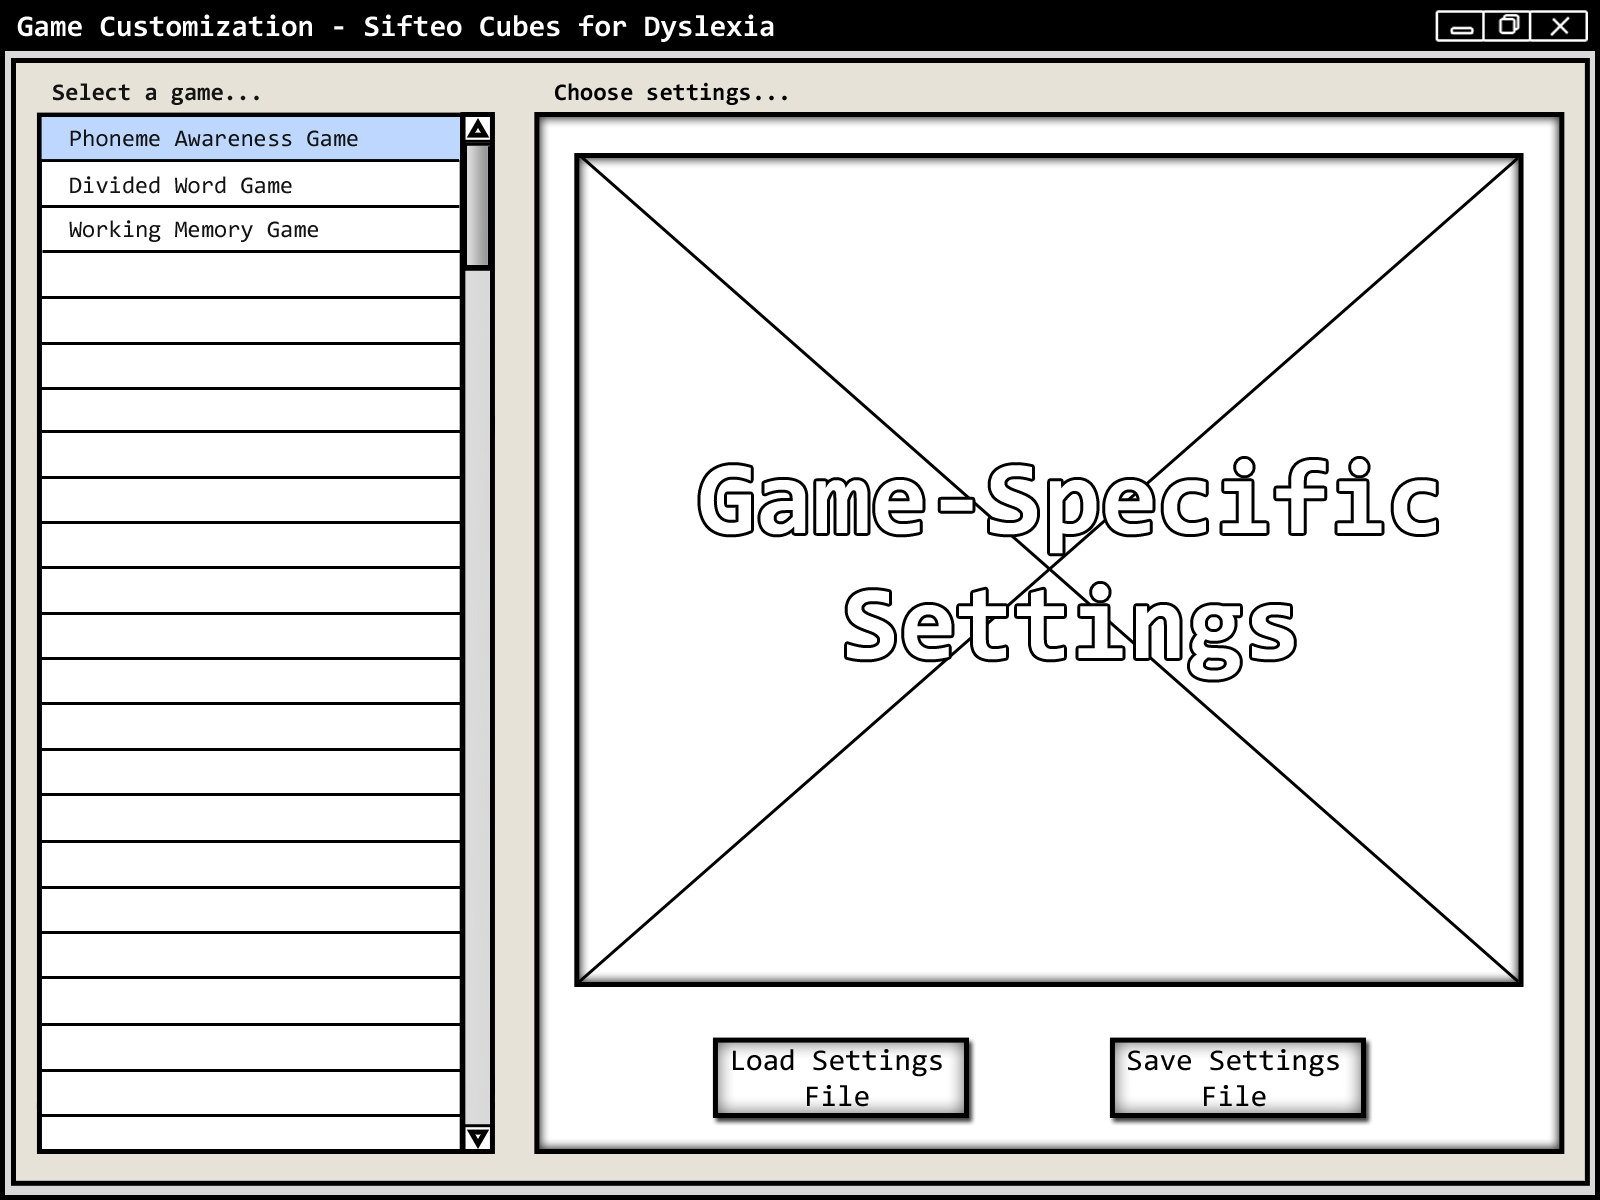 Game Customization - Sifteo Cubes for Dyslexia
Select a game...
Phoneme Awareness Game
Divided Word Game
Working Memory Game
Choose settings...
Game-Specific
Settings
Load Settings
File
Save Settings
File